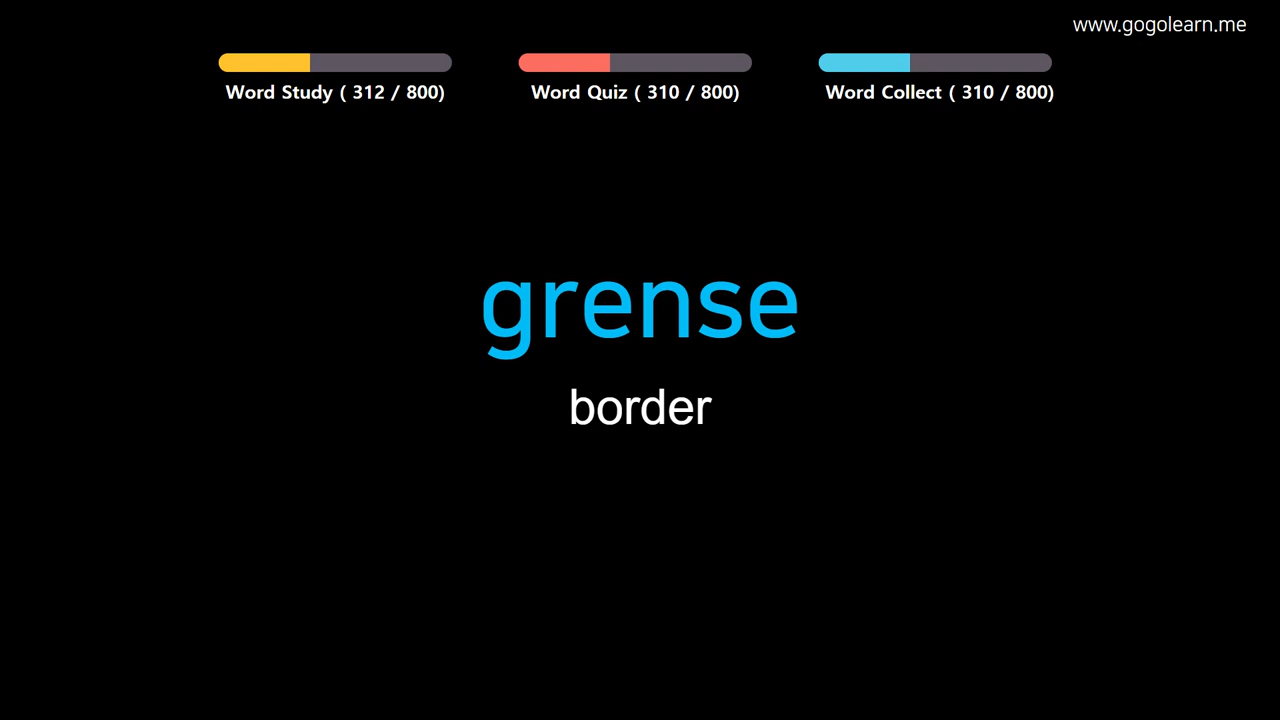 www.gogolearn.me
Word Study ( 312 / 800)
Word Quiz ( 310 / 800)
Word Collect ( 310 / 800)
grense
border